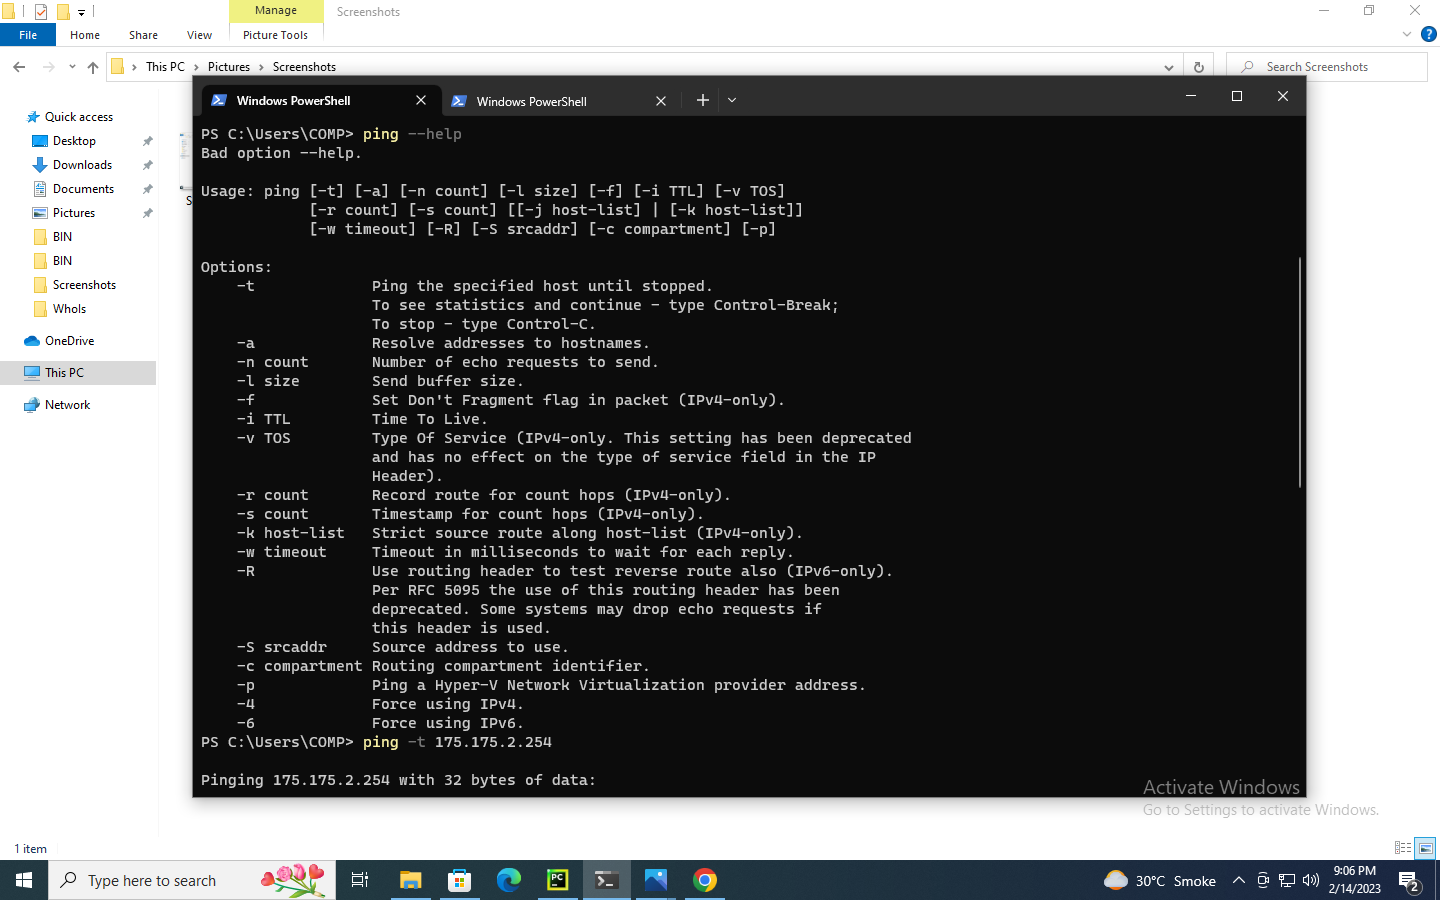 Manage
Screenshots
File
Home
Share
View
Picture Tools
This PC > Pictures > Screenshots
Search Screenshots
Quick access
Desktop
Downloads
Documents
Pictures
BIN
BIN
Screenshots
WhoIs
OneDrive
This PC
Network
S
Windows PowerShell
Windows PowerShell
PS C:\Users\COMP> ping --help
Bad option --help.
Usage: ping [-t] [-a] [-n count] [-l size] [-f] [-i TTL] [-v TOS]
[-r count] [-s count] [[-j host-list] | [-k host-list]]
[-w timeout] [-R] [-S srcaddr] [-c compartment] [-p]
Options:
-t Ping the specified host until stopped.
To see statistics and continue - type Control-Break;
To stop - type Control-C.
-a Resolve addresses to hostnames.
-n count Number of echo requests to send.
-l size Send buffer size.
-f Set Don't Fragment flag in packet (IPv4-only).
-i TTL Time To Live.
-v TOS Type Of Service (IPv4-only. This setting has been deprecated
and has no effect on the type of service field in the IP
Header).
-r count Record route for count hops (IPv4-only).
-s count Timestamp for count hops (IPv4-only).
-k host-list Strict source route along host-list (IPv4-only).
-w timeout Timeout in milliseconds to wait for each reply.
-R Use routing header to test reverse route also (IPv6-only).
Per RFC 5095 the use of this routing header has been
deprecated. Some systems may drop echo requests if
this header is used.
-S srcaddr Source address to use.
-c compartment Routing compartment identifier.
-p Ping a Hyper-V Network Virtualization provider address.
-4 Force using IPv4.
-6 Force using IPv6.
PS C:\Users\COMP> ping -t 175.175.2.254
Pinging 175.175.2.254 with 32 bytes of data:
Activate Windows
Go to Settings to activate Windows.
1 item
Type here to search
PC
30°C Smoke
9:06 PM
2/14/2023
2